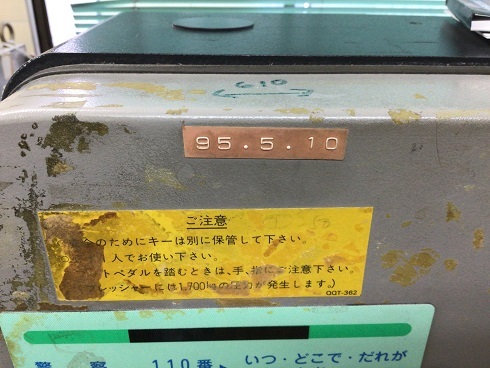 610
95.5.10
ご注意
のためにキーは別に保管して下さい。
人でお使い下さい。
トペダルを踏むときは、手、指にご注意下さい。
レッシャーには1,700kgの圧力が発生します。)
QQT-362
警察 110番 いつ・どこで・だれが